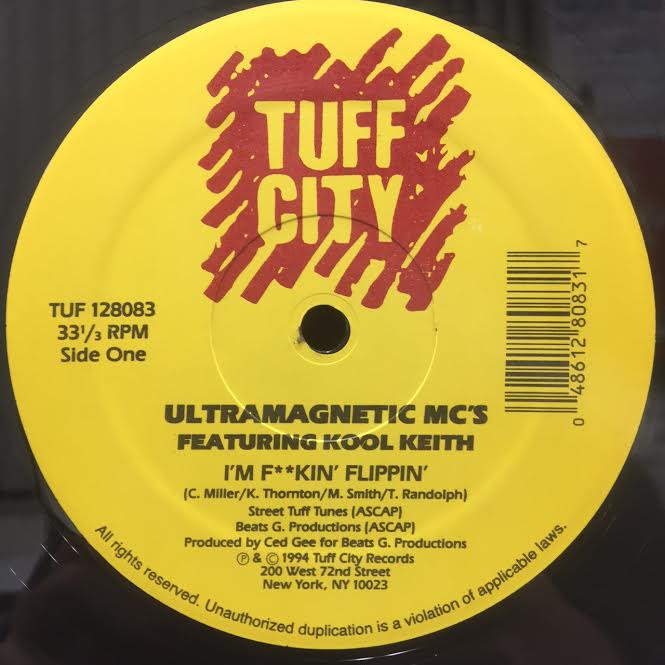 TUFF
CITY
TUF 128083
33⅓ RPM
Side One
0 48612 80831 7
ULTRAMAGNETIC MC'S
FEATURING KOOL KEITH
I'M F**KIN' FLIPPIN'
(C. Miller/K. Thornton/M. Smith/T. Randolph)
Street Tuff Tunes (ASCAP)
Beats G. Productions (ASCAP)
Produced by Ced Gee for Beats G. Productions
℗ & © 1994 Tuff City Records
200 West 72nd Street
New York, NY 10023
All rights reserved. Unauthorized duplication is a violation of applicable laws.